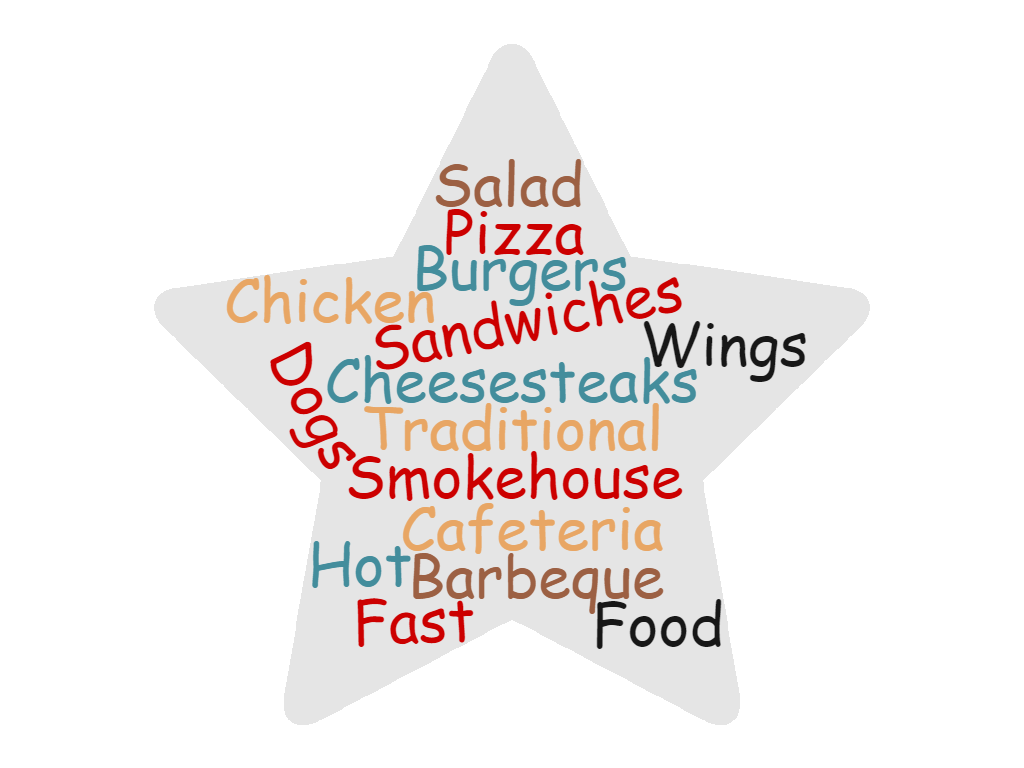 Salad
Pizza
Burgers
Chicken
Sandwiches
Wings
Dogs
Cheesesteaks
Traditional
Smokehouse
Cafeteria
Hot
Barbeque
Fast
Food